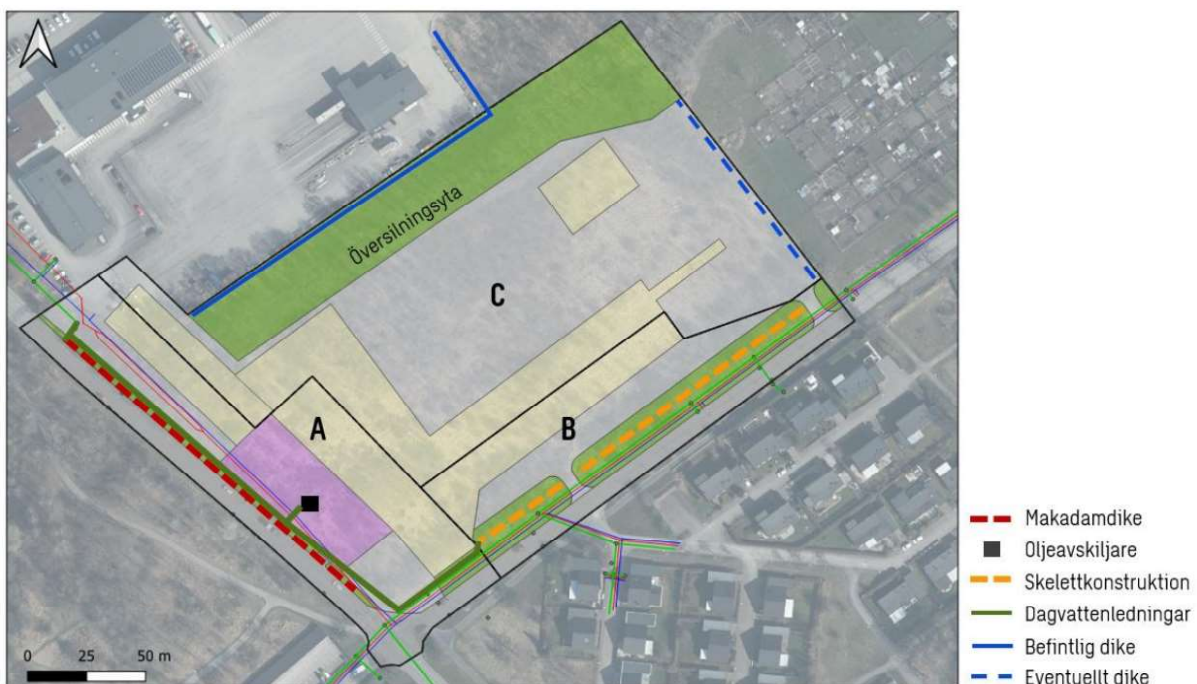 Översilningsyta
C
A
B
0 25 50 m
Makadamdike
Oljeavskiljare
Skelettkonstruktion
Dagvattenledningar
Befintlig dike
Eventuellt dike